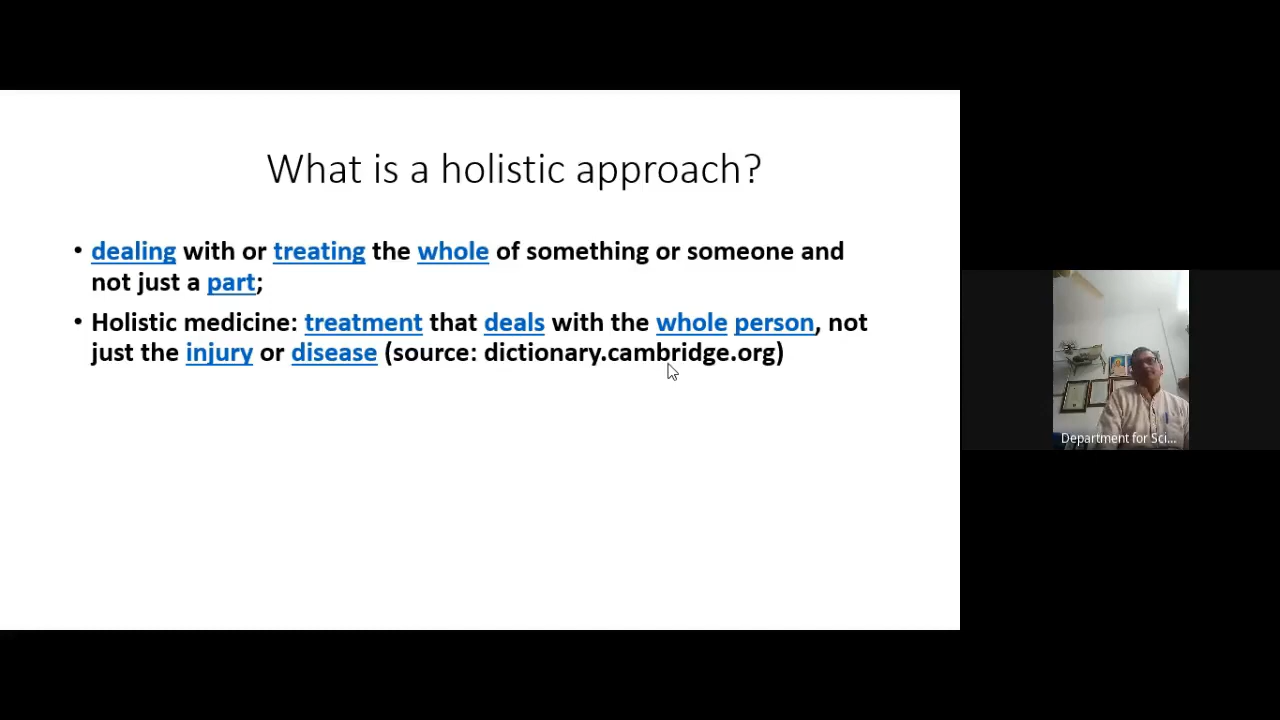 What is a holistic approach?
• dealing with or treating the whole of something or someone and
not just a part;
• Holistic medicine: treatment that deals with the whole person, not
just the injury or disease (source: dictionary.cambridge.org)
Department for Sci...